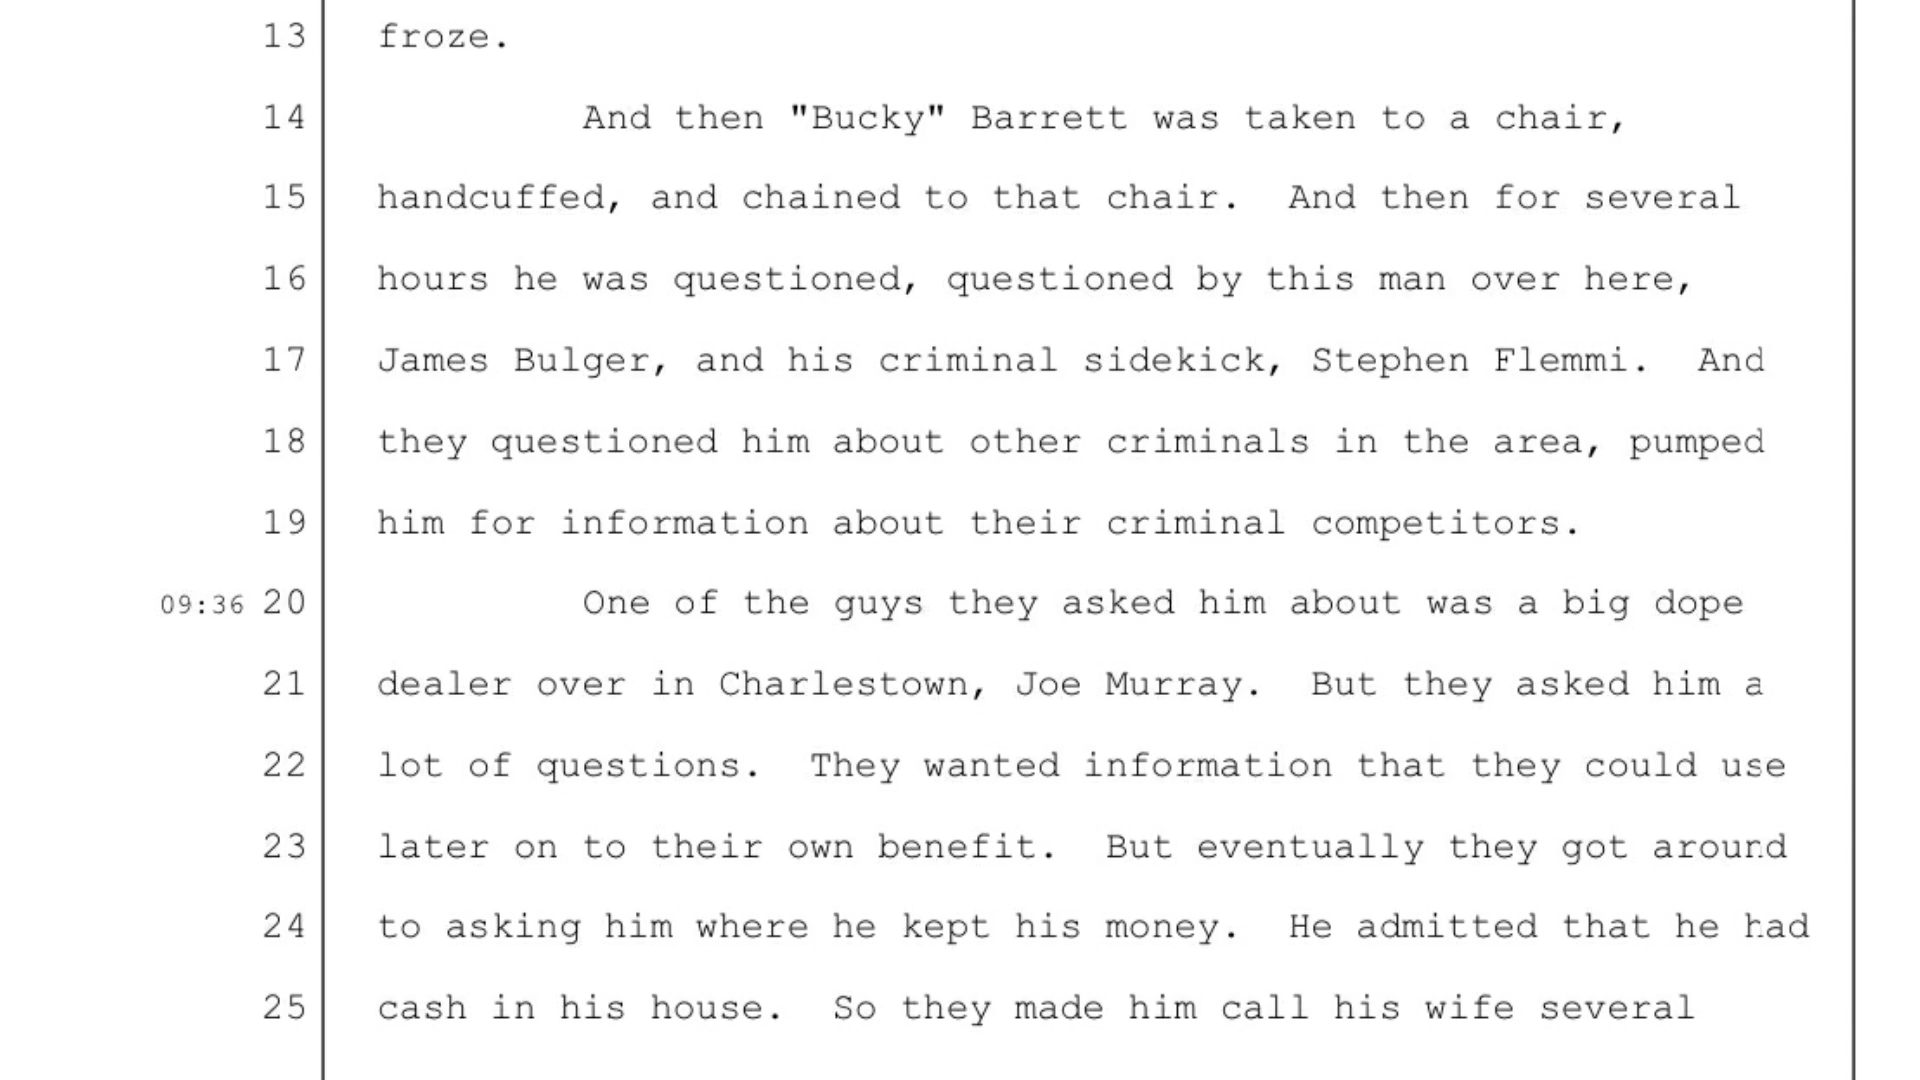 13 froze.
14 And then "Bucky" Barrett was taken to a chair,
15 handcuffed, and chained to that chair. And then for several
16 hours he was questioned, questioned by this man over here,
17 James Bulger, and his criminal sidekick, Stephen Flemmi. And
18 they questioned him about other criminals in the area, pumped
19 him for information about their criminal competitors.
09:36 20 One of the guys they asked him about was a big dope
21 dealer over in Charlestown, Joe Murray. But they asked him a
22 lot of questions. They wanted information that they could use
23 later on to their own benefit. But eventually they got around
24 to asking him where he kept his money. He admitted that he had
25 cash in his house. So they made him call his wife several